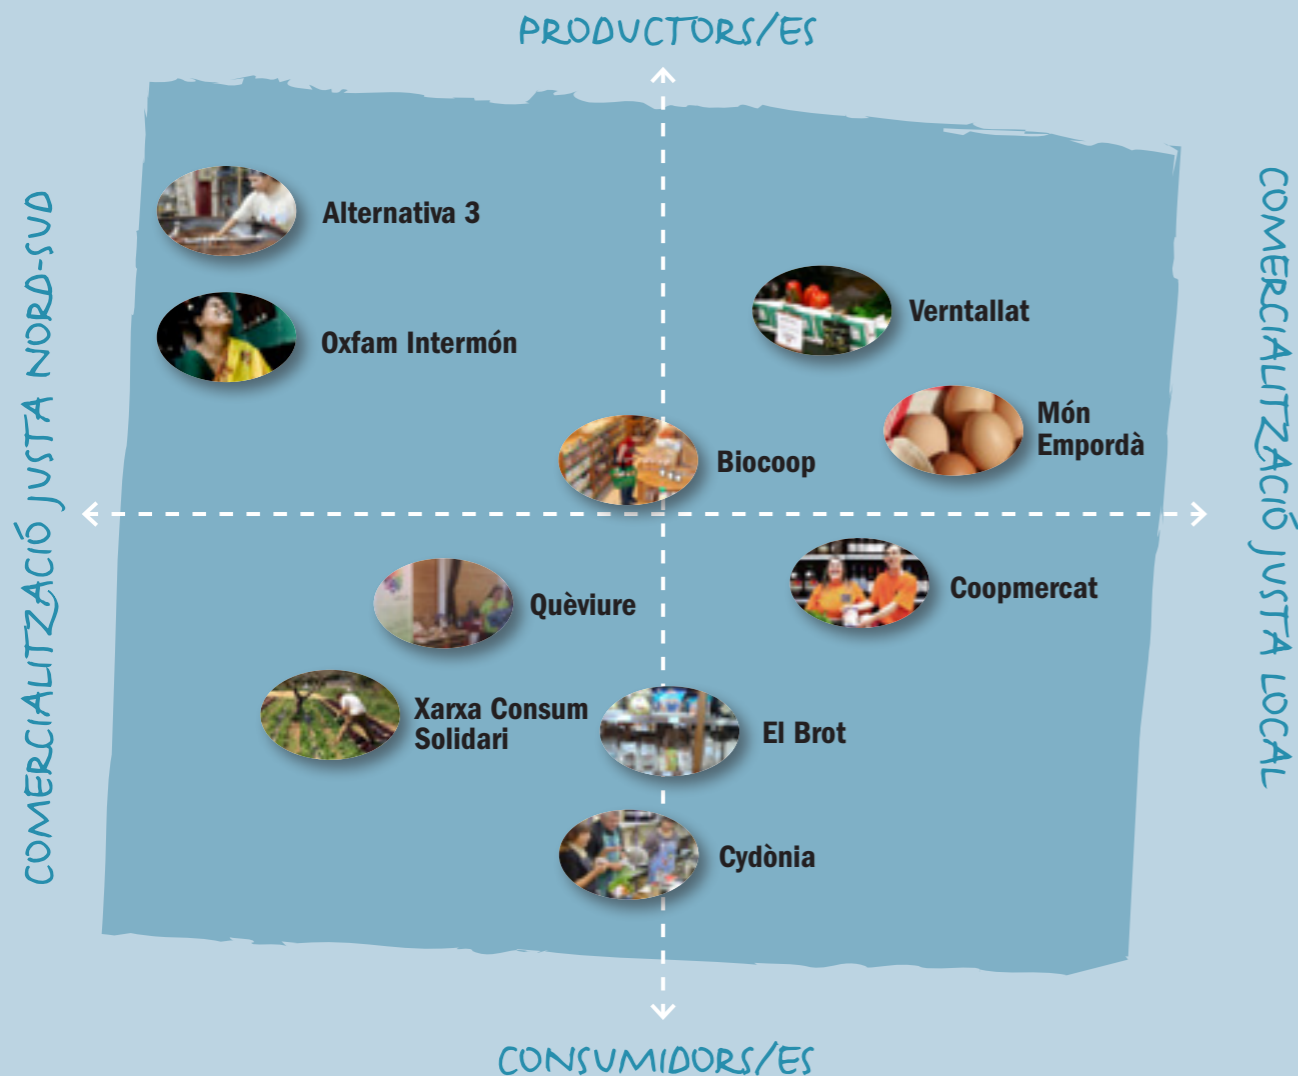 PRODUCTORS/ES
COMERCIALITZACIÓ JUSTA NORD-SUD
COMERCIALITZACIÓ JUSTA LOCAL
Alternativa 3
Oxfam Intermón
Verntallat
Món
Empordà
Biocoop
Quèviure
Coopmercat
Xarxa Consum
Solidari
El Brot
Cydònia
CONSUMIDORS/ES